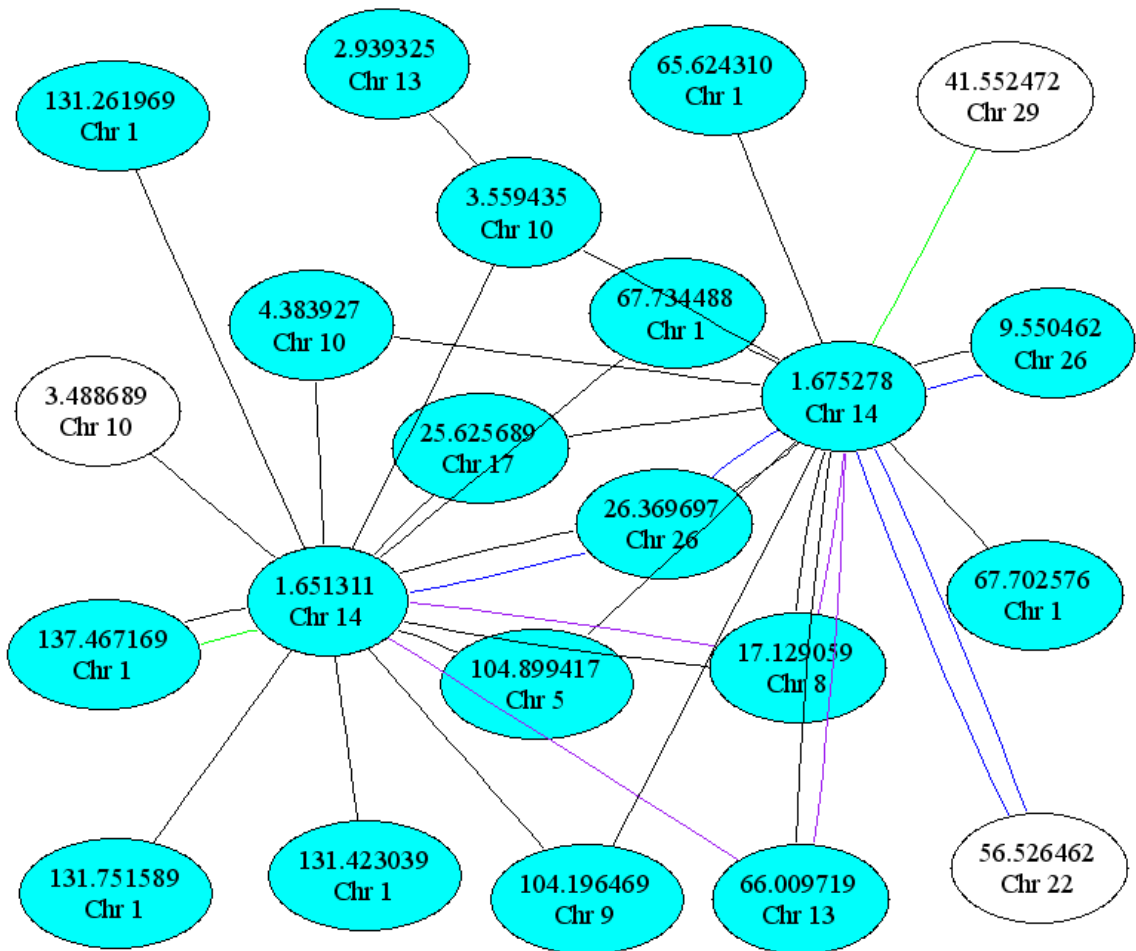 2.939325
Chr 13
65.624310
Chr 1
41.552472
Chr 29
131.261969
Chr 1
3.559435
Chr 10
67.734488
Chr 1
4.383927
Chr 10
9.550462
Chr 26
1.675278
Chr 14
3.488689
Chr 10
25.625689
Chr 17
26.369697
Chr 26
67.702576
Chr 1
1.651311
Chr 14
137.467169
Chr 1
104.899417
Chr 5
17.129059
Chr 8
131.751589
Chr 1
131.423039
Chr 1
104.196469
Chr 9
66.009719
Chr 13
56.526462
Chr 22